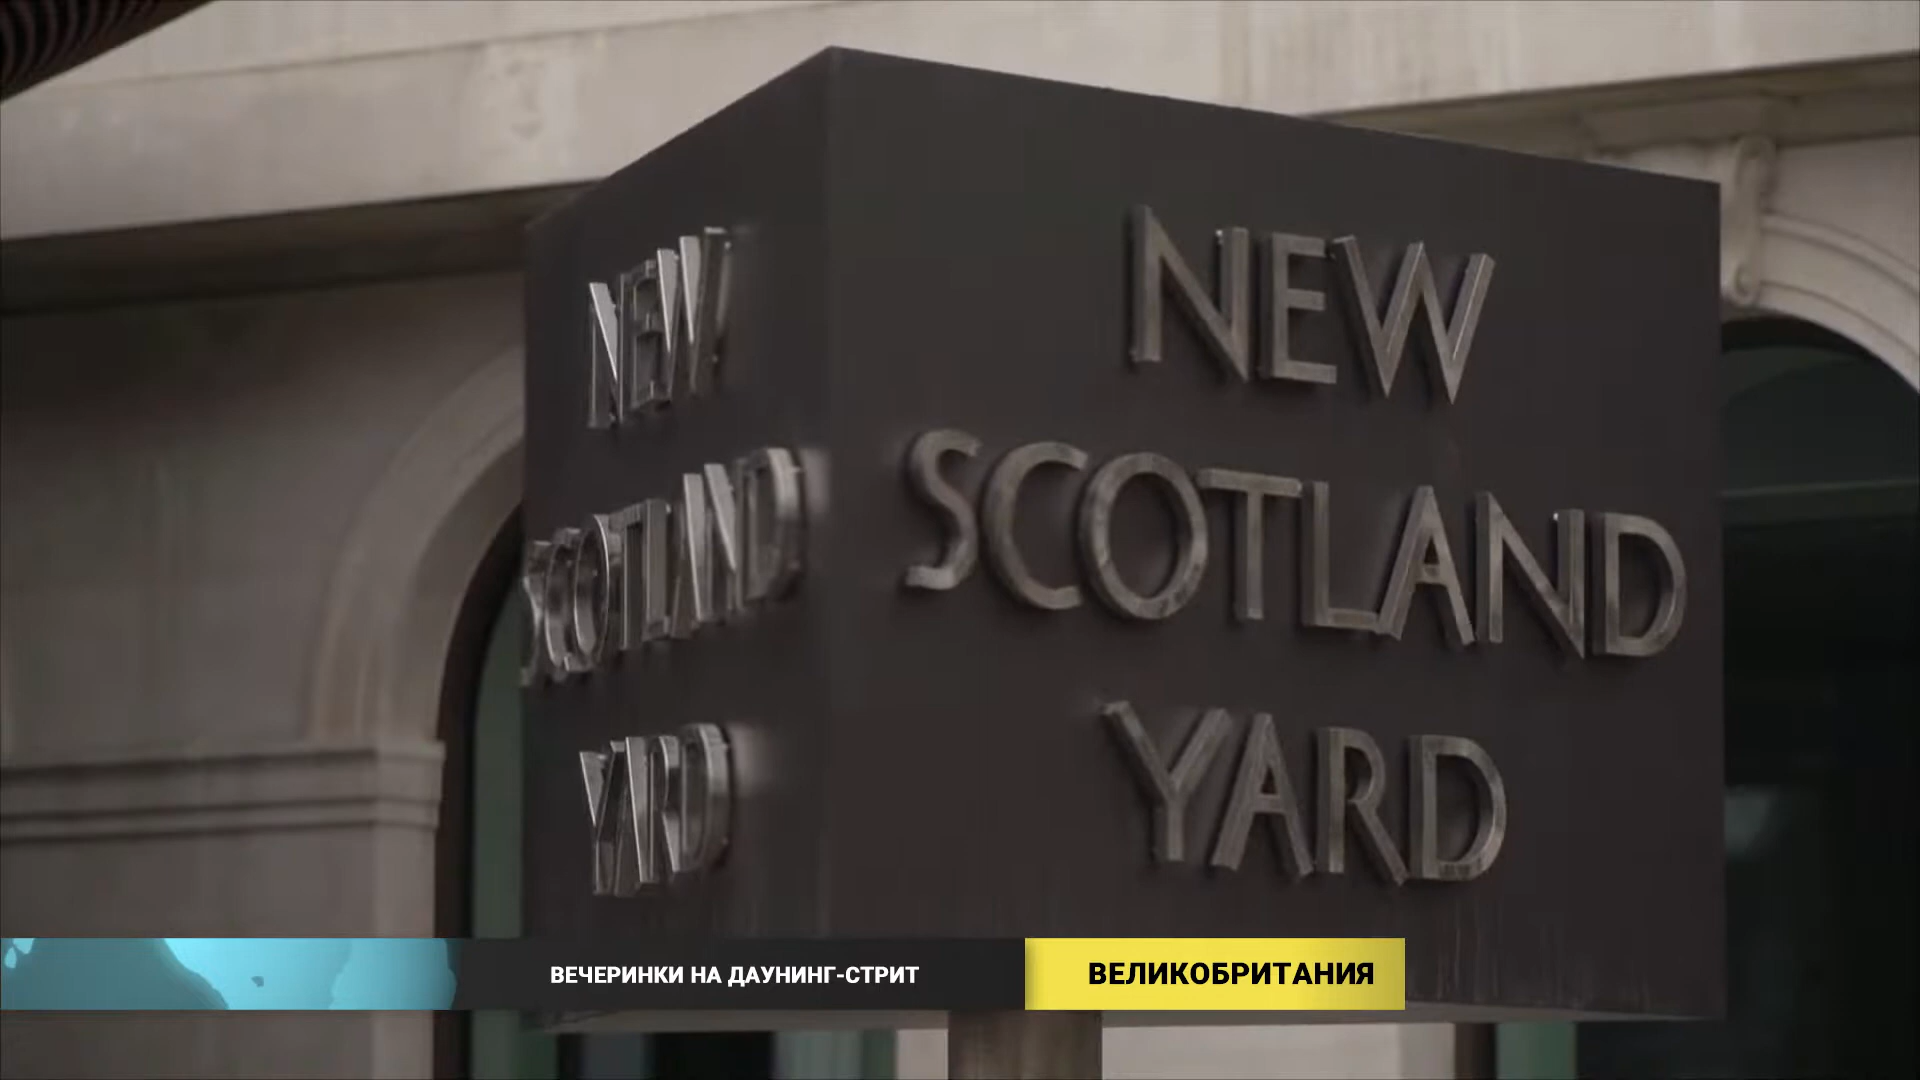 NEW
SCOTLAND
YARD
NEW
SCOTLAND
YARD
ВЕЧЕРИНКИ НА ДАУНИНГ-СТРИТ
ВЕЛИКОБРИТАНИЯ